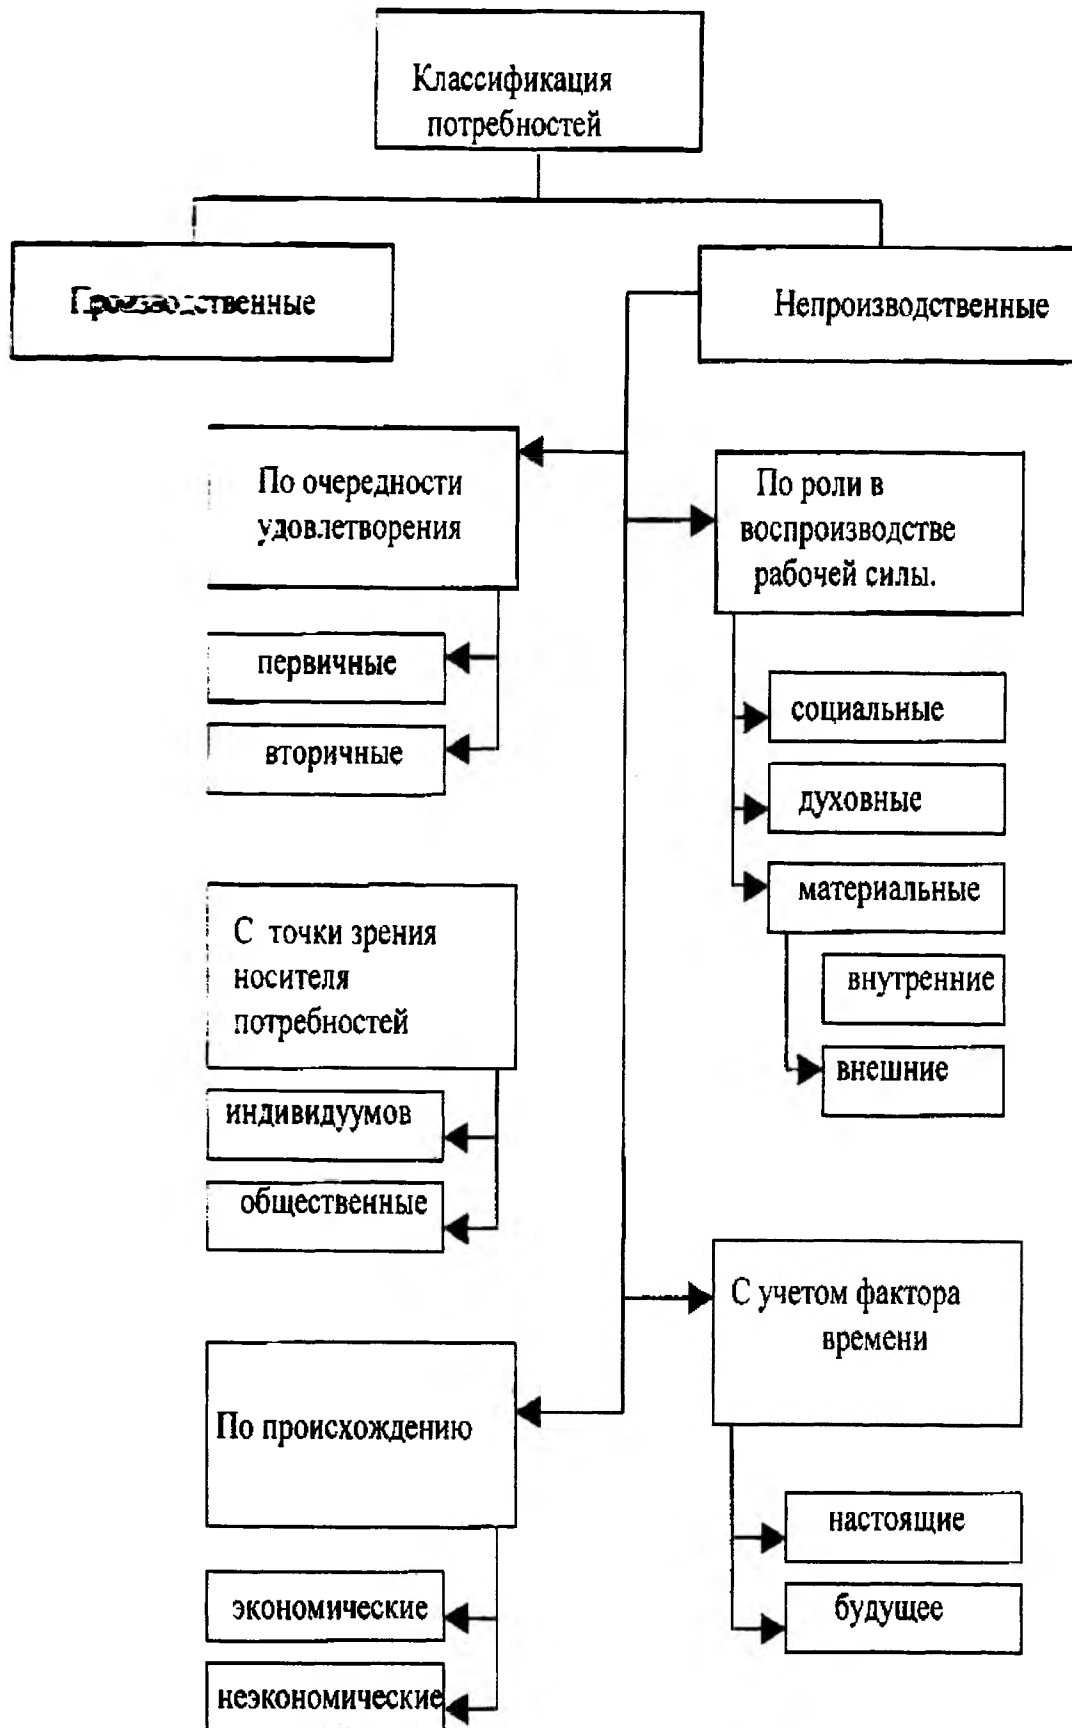 Классификация
потребностей
Производственные
Непроизводственные
По очередности
удовлетворения
первичные
вторичные
С точки зрения
носителя
потребностей
индивидуумов
общественные
По происхождению
экономические
неэкономические
По роли в
воспроизводстве
рабочей силы.
социальные
духовные
материальные
внутренние
внешние
С учетом фактора
времени
настоящие
будущее